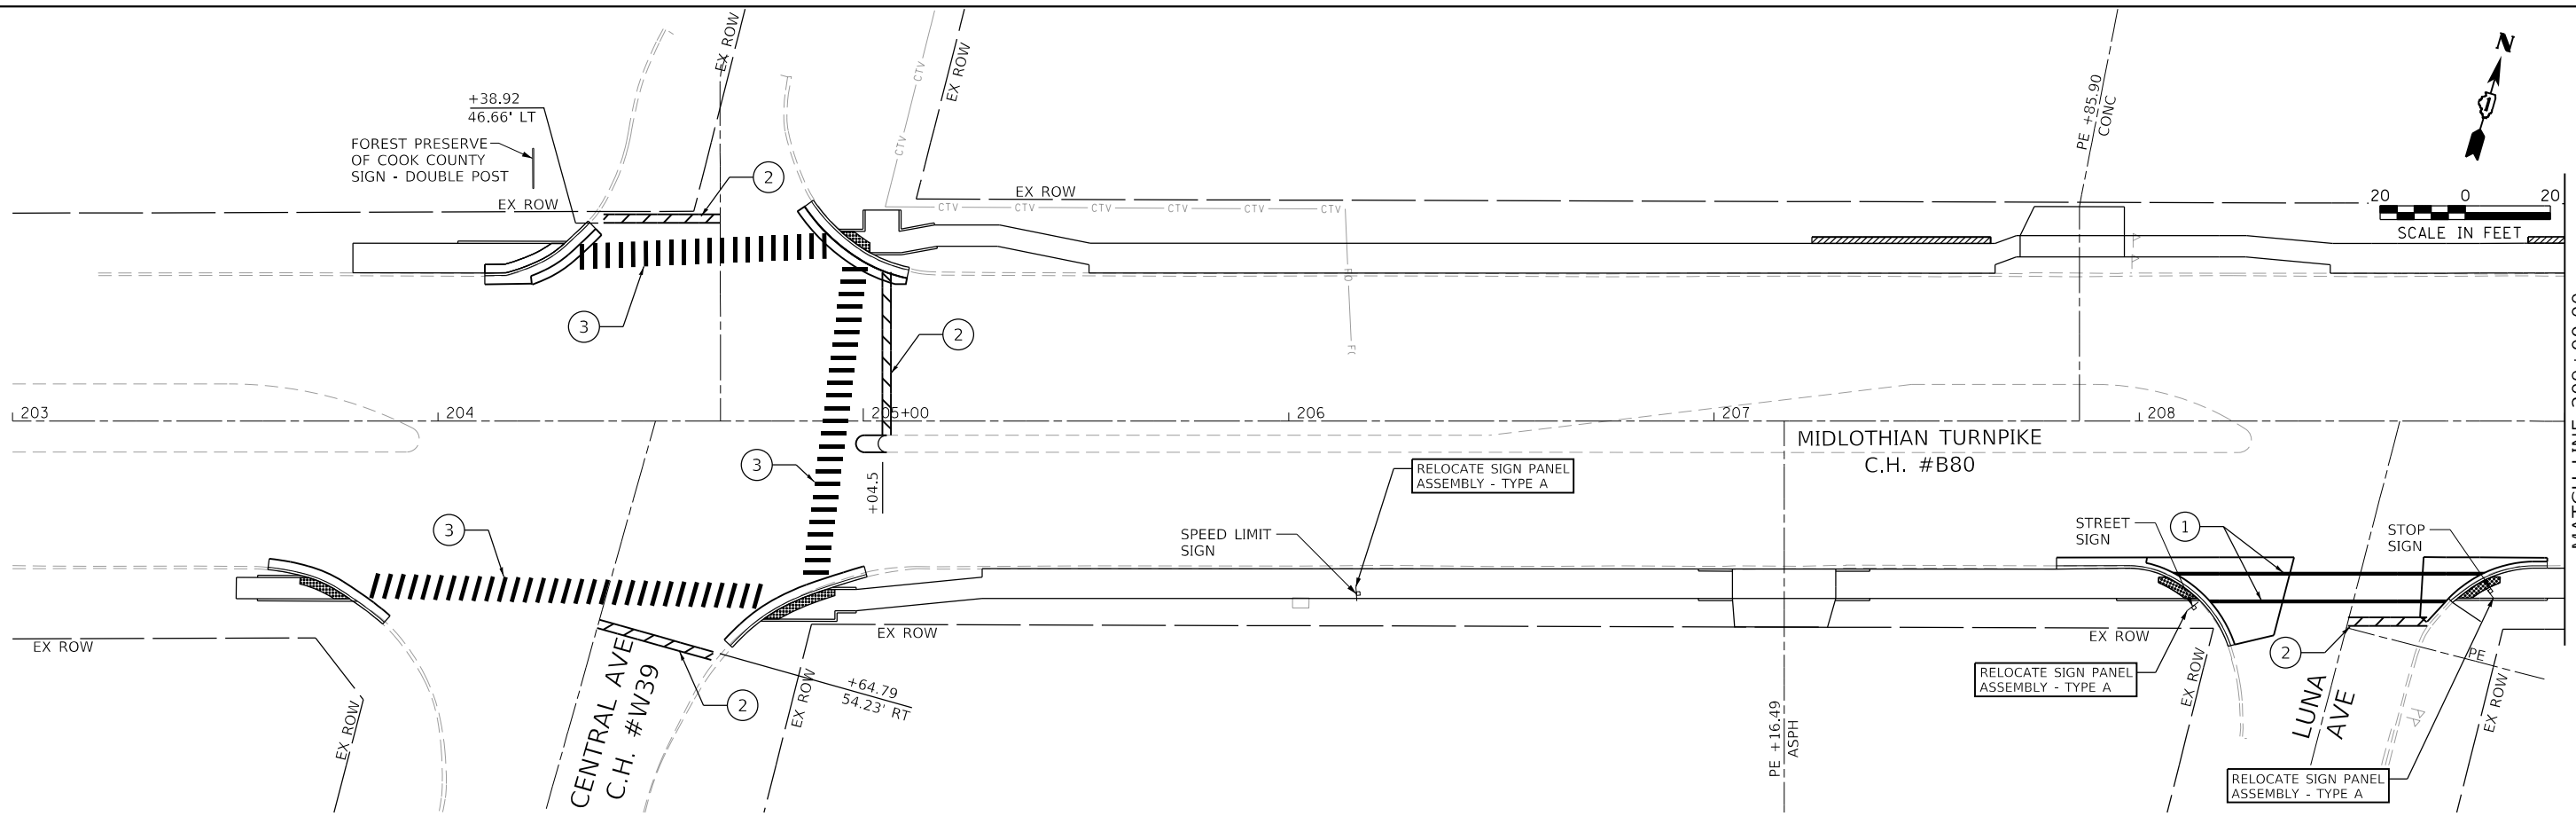 EX ROW
CTV
CTV
EX ROW
PE +85.90
CONC
N
1
+38.92
46.66' LT
FOREST PRESERVE
OF COOK COUNTY
SIGN - DOUBLE POST
2
EX ROW
EX ROW
CTV
CTV
CTV
CTV
CTV
CTV
20 0 20
SCALE IN FEET
3
2
FO
203
204
205+00
206
207
208
MIDLOTHIAN TURNPIKE
C.H. #B80
3
+04.5
RELOCATE SIGN PANEL
ASSEMBLY - TYPE A
SPEED LIMIT
SIGN
3
STREET
SIGN
1
STOP
SIGN
EX ROW
EX ROW
EX ROW
EX ROW
CENTRAL AVE
C.H. #W39
2
+64.79
54.23' RT
EX ROW
PE +16.49
ASPH
RELOCATE SIGN PANEL
ASSEMBLY - TYPE A
EX ROW
2
PE
LUNA
AVE
EX ROW
RELOCATE SIGN PANEL
ASSEMBLY - TYPE A